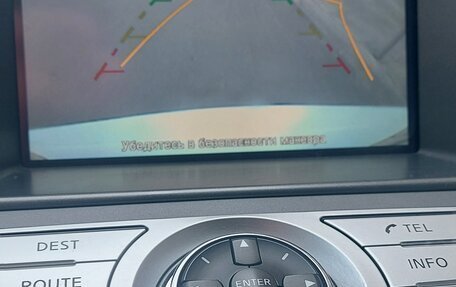 Убедитесь в безопасности маневра
DEST
TEL
INFO
ROUTE
ENTER